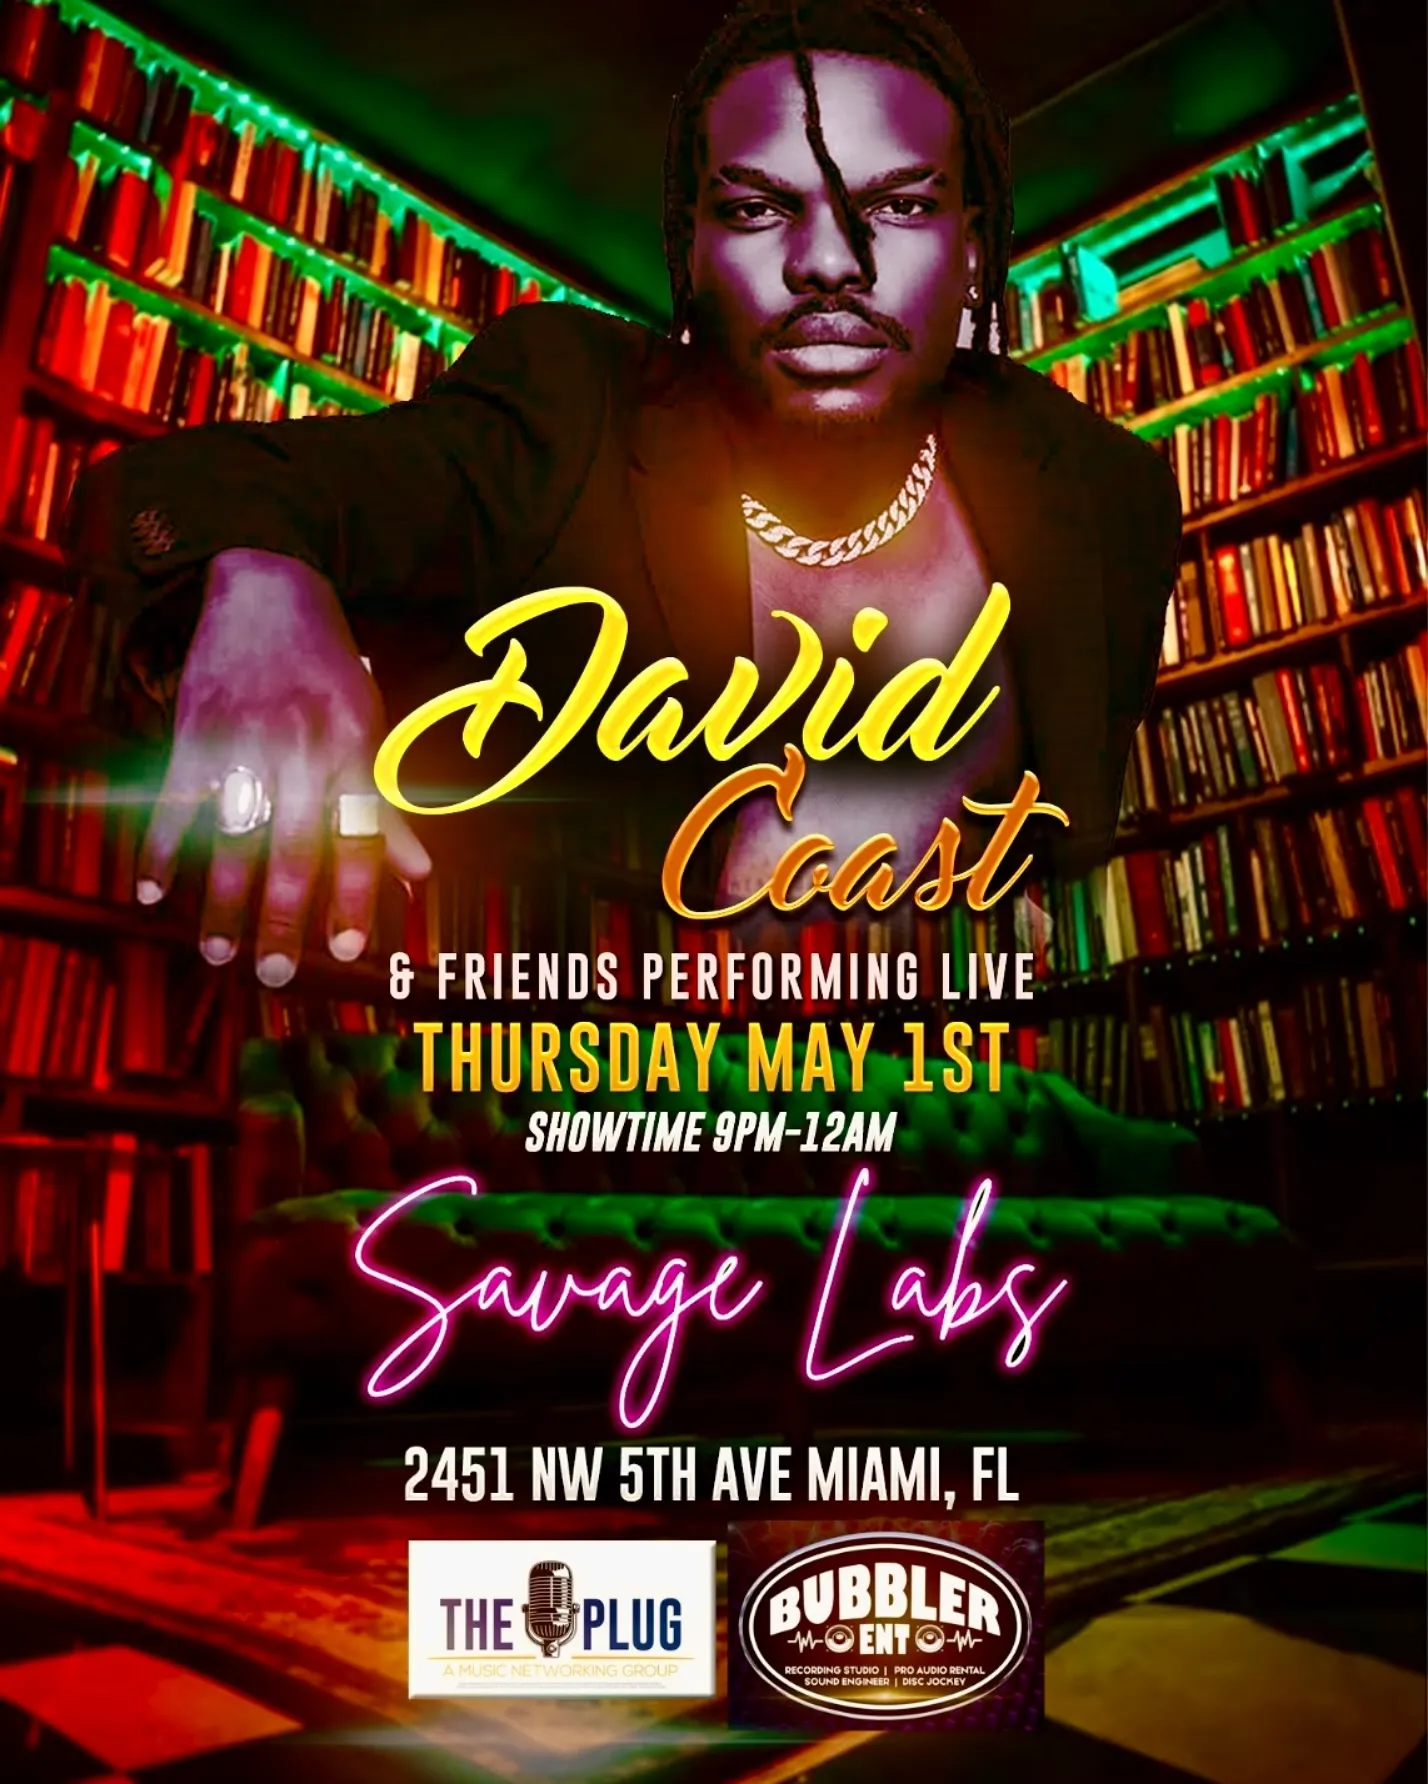 David
Coast
& FRIENDS PERFORMING LIVE
THURSDAY MAY 1ST
SHOWTIME 9PM-12AM
Savage Labs
2451 NW 5TH AVE MIAMI, FL
THE PLUG
A MUSIC NETWORKING GROUP
BUBBLER
ENT
RECORDING STUDIO | PRO AUDIO RENTAL
SOUND ENGINEER | DISC JOCKEY